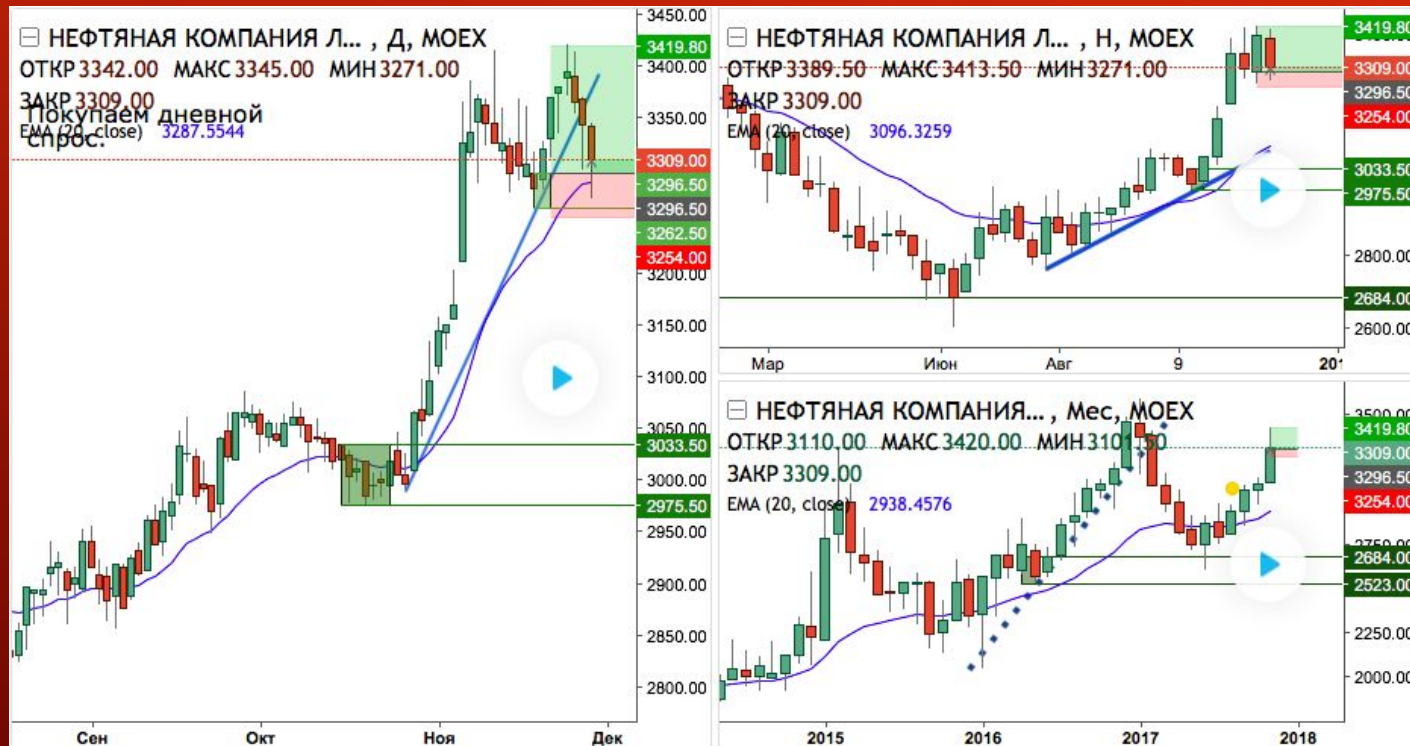 НЕФТЯНАЯ КОМПАНИЯ Л... , Д, MOEX
ОТКР 3342.00 МАКС 3345.00 МИН 3271.00
ЗАКР 3309.00
Покупаем дневной
EMA (20, close) 3287.5544
спрос.
3450.00
3419.80
3400.00
3350.00
3309.00
3296.50
3296.50
3262.50
3254.00
3200.00
3150.00
3100.00
3050.00
3033.50
3000.00
2975.50
2950.00
2900.00
2850.00
2800.00
Сен Окт Ноя Дек
НЕФТЯНАЯ КОМПАНИЯ Л... , Н, MOEX
ОТКР 3389.50 МАКС 3413.50 МИН 3271.00
ЗАКР 3309.00
EMA (20, close) 3096.3259
3419.80
3309.00
3296.50
3254.00
3033.50
2975.50
2800.00
2684.00
2600.00
Мар Июн Авг 9 201
НЕФТЯНАЯ КОМПАНИЯ... , Мес, MOEX
ОТКР 3110.00 МАКС 3420.00 МИН 3101.50
ЗАКР 3309.00
EMA (20, close) 2938.4576
3500.00
3419.80
3309.00
3296.50
3254.00
2750.00
2684.00
2523.00
2250.00
2000.00
2015 2016 2017 2018